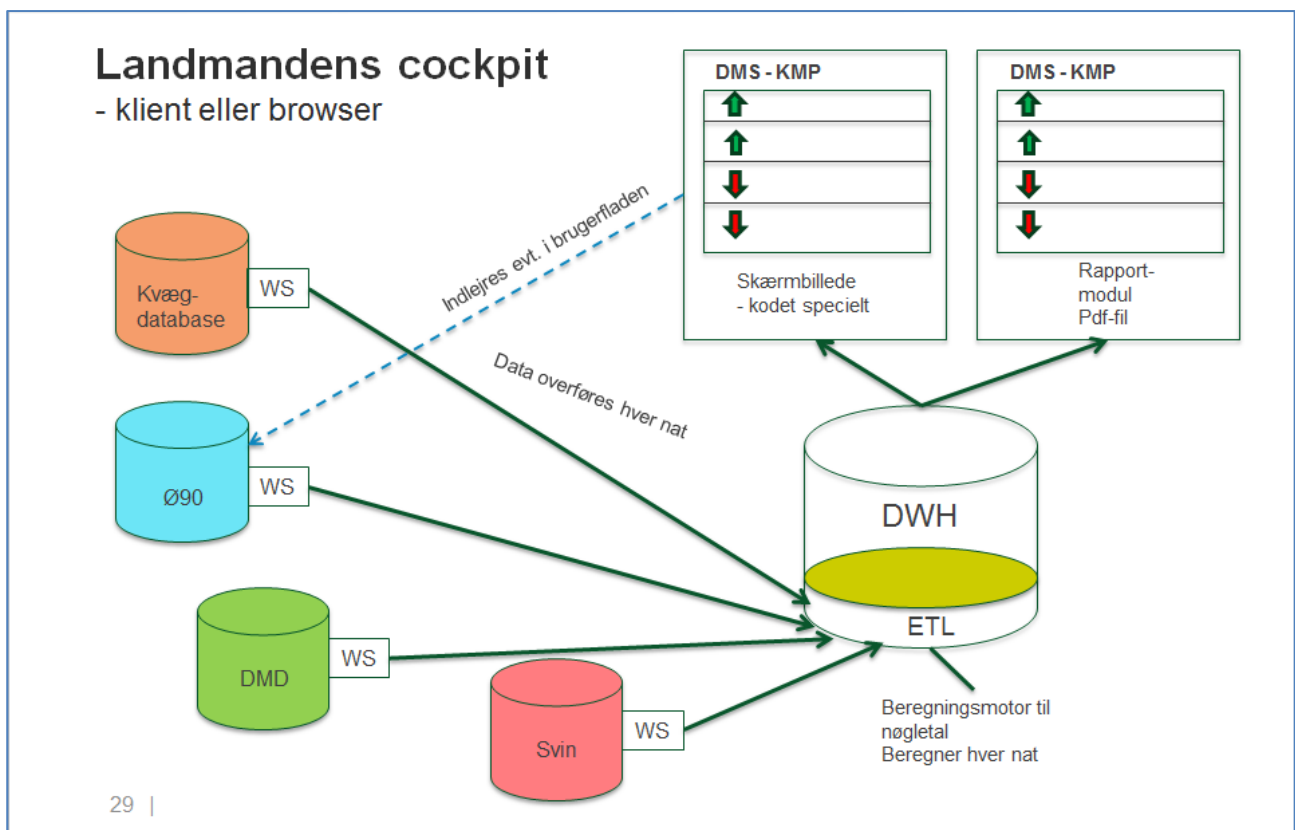 Landmandens cockpit
- klient eller browser
DMS - KMP
Skærmbillede
- kodet specielt
DMS - KMP
Rapport-
modul
Pdf-fil
Indlejres evt. i brugerfladen
Kvæg-
database
WS
Data overføres hver nat
Ø90
WS
DWH
ETL
DMD
WS
Svin
WS
Beregningsmotor til
nøgletal
Beregner hver nat
29 |